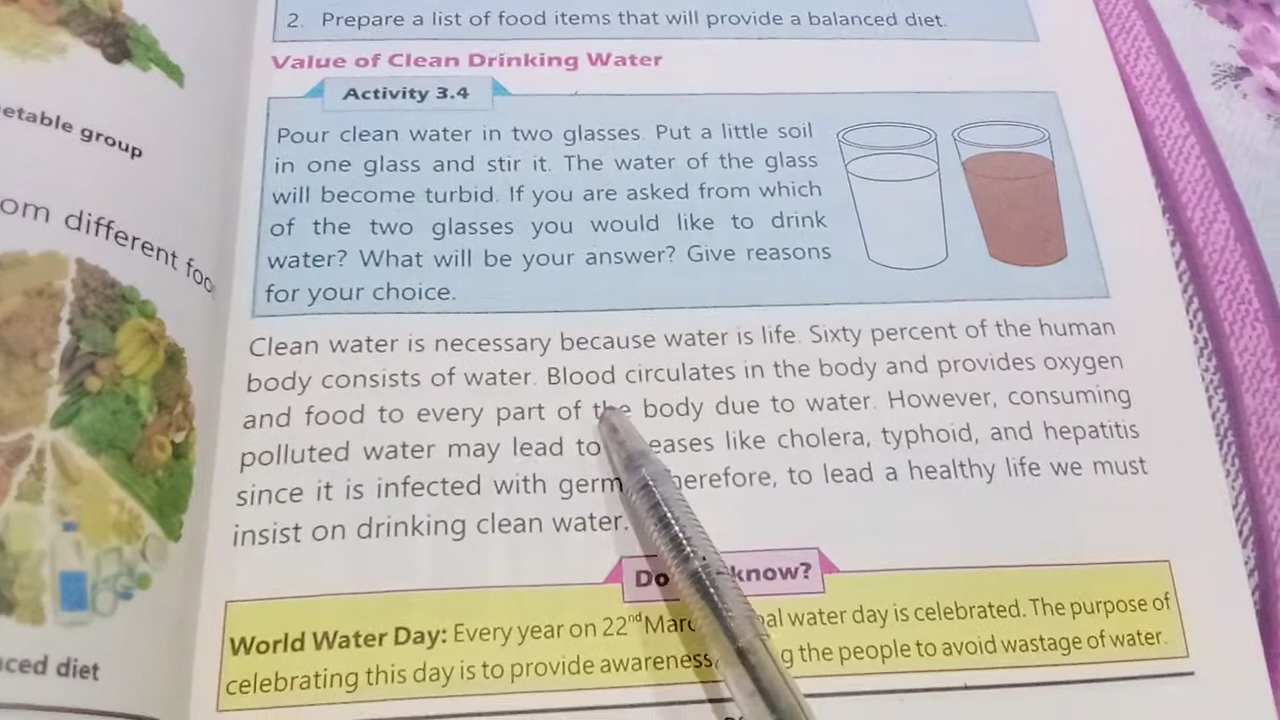 2. Prepare a list of food items that will provide a balanced diet.
Value of Clean Drinking Water
Activity 3.4
Pour clean water in two glasses. Put a little soil
in one glass and stir it. The water of the glass
will become turbid. If you are asked from which
of the two glasses you would like to drink
water? What will be your answer? Give reasons
for your choice.
Clean water is necessary because water is life. Sixty percent of the human
body consists of water. Blood circulates in the body and provides oxygen
and food to every part of the body due to water. However, consuming
polluted water may lead to like cholera, typhoid, and hepatitis
since it is infected with to lead a healthy life we must
insist on drinking clean water.
Do know?
World Water Day: Every year on 22nd water day is celebrated. The purpose of
celebrating this day is to provide awareness the people to avoid wastage of water.
etable group
om different foo
ced diet